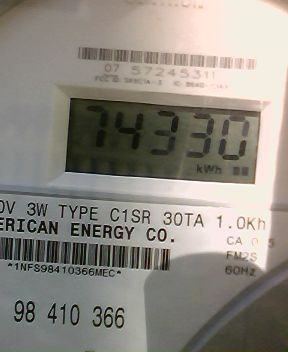 07 57245311
74330
kWh
0V 3W TYPE C1SR 30TA 1.0Kh
ERICAN ENERGY CO.
CA 0.5
FM2S
*1NFS98410366MEC*
60Hz
98 410 366